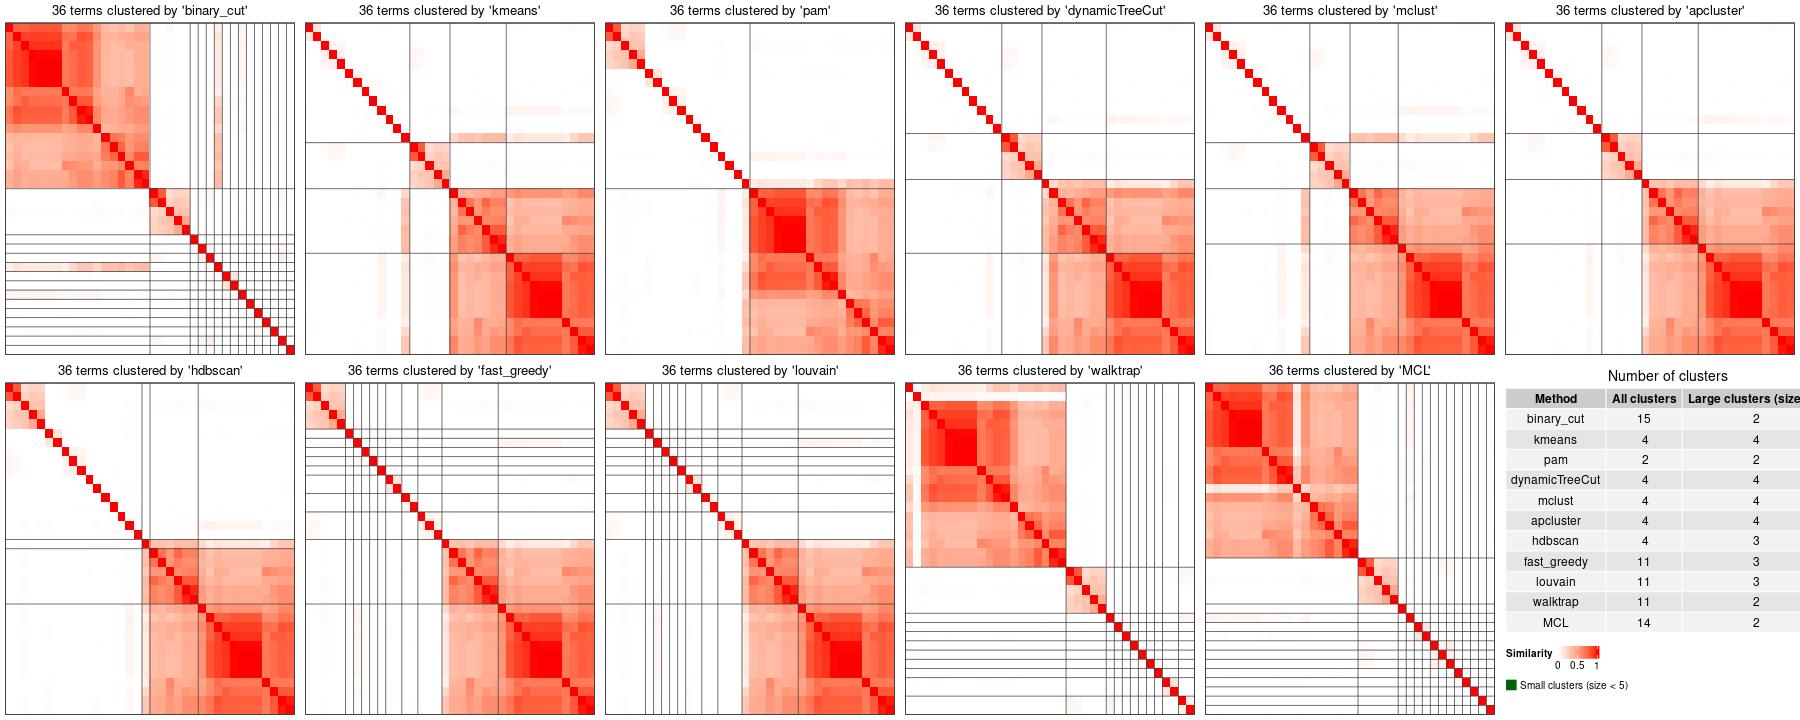 36 terms clustered by 'binary_cut'
36 terms clustered by 'kmeans'
36 terms clustered by 'pam'
36 terms clustered by 'dynamicTreeCut'
36 terms clustered by 'mclust'
36 terms clustered by 'apcluster'
36 terms clustered by 'hdbscan'
36 terms clustered by 'fast_greedy'
36 terms clustered by 'louvain'
36 terms clustered by 'walktrap'
36 terms clustered by 'MCL'
Number of clusters
Method All clusters Large clusters (size
binary_cut 15 2
kmeans 4 4
pam 2 2
dynamicTreeCut 4 4
mclust 4 4
apcluster 4 4
hdbscan 4 3
fast_greedy 11 3
louvain 11 3
walktrap 11 2
MCL 14 2
Similarity
0 0.5 1
Small clusters (size < 5)